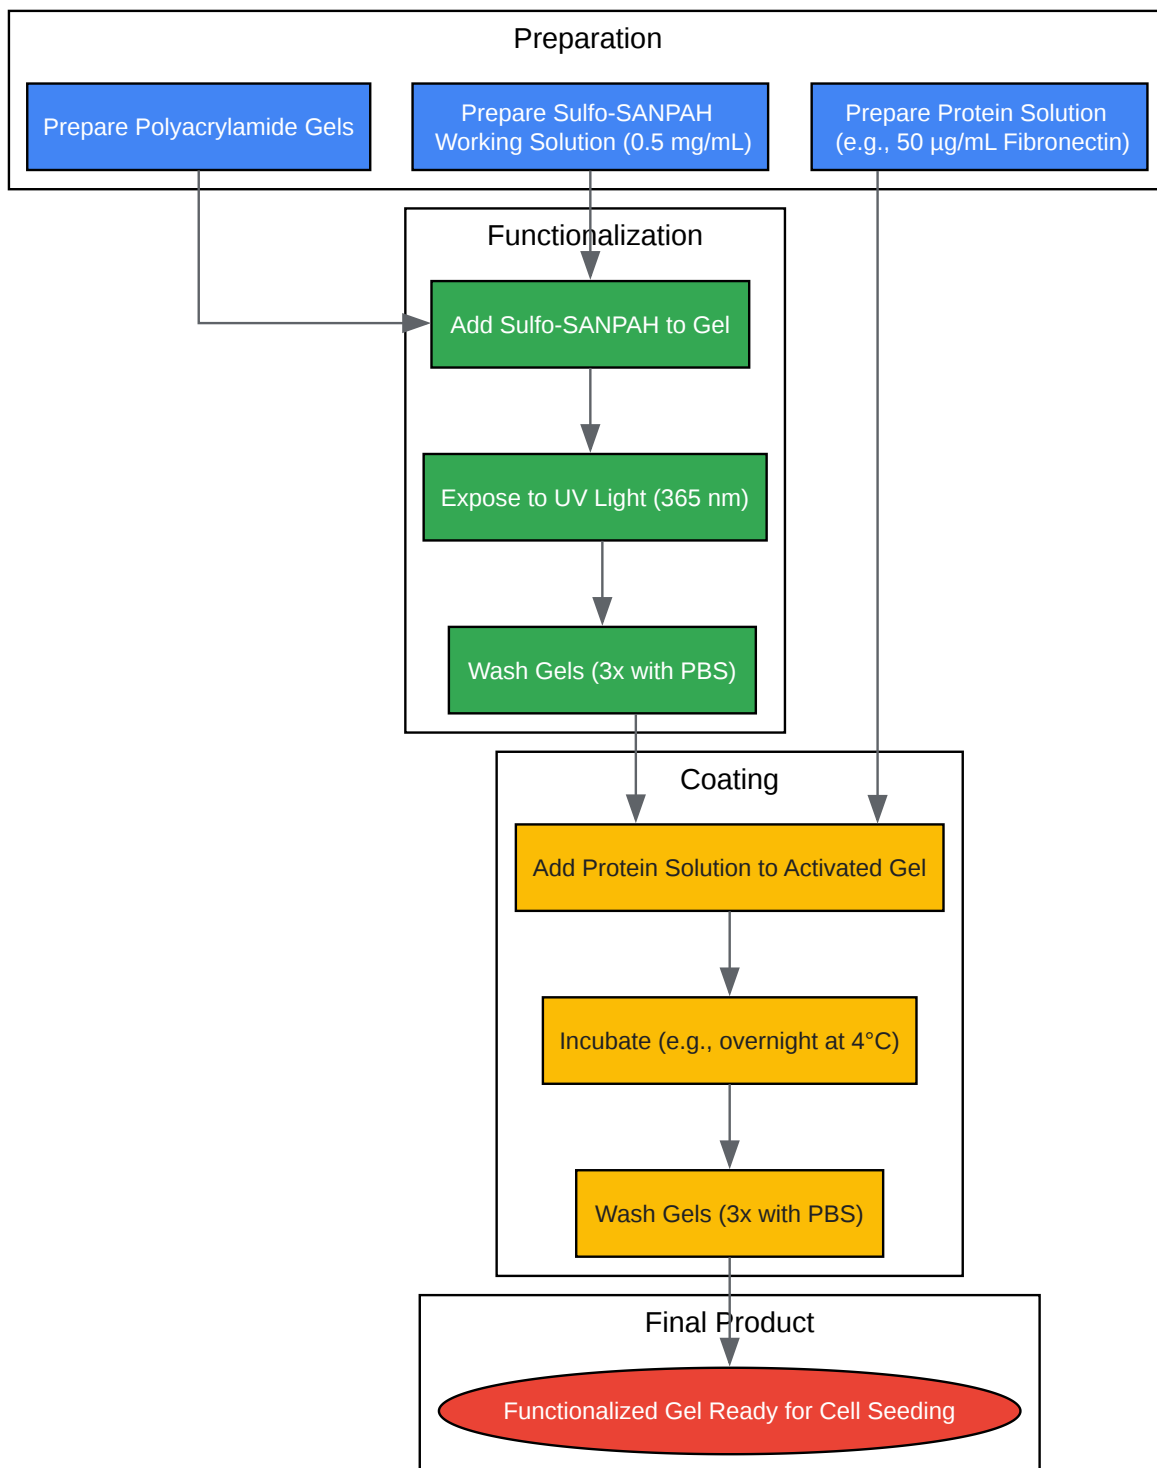 Preparation
Prepare Polyacrylamide Gels
Prepare Sulfo-SANPAH
Working Solution (0.5 mg/mL)
Prepare Protein Solution
(e.g., 50 µg/mL Fibronectin)
Functionalization
Add Sulfo-SANPAH to Gel
Expose to UV Light (365 nm)
Wash Gels (3x with PBS)
Coating
Add Protein Solution to Activated Gel
Incubate (e.g., overnight at 4°C)
Wash Gels (3x with PBS)
Final Product
Functionalized Gel Ready for Cell Seeding